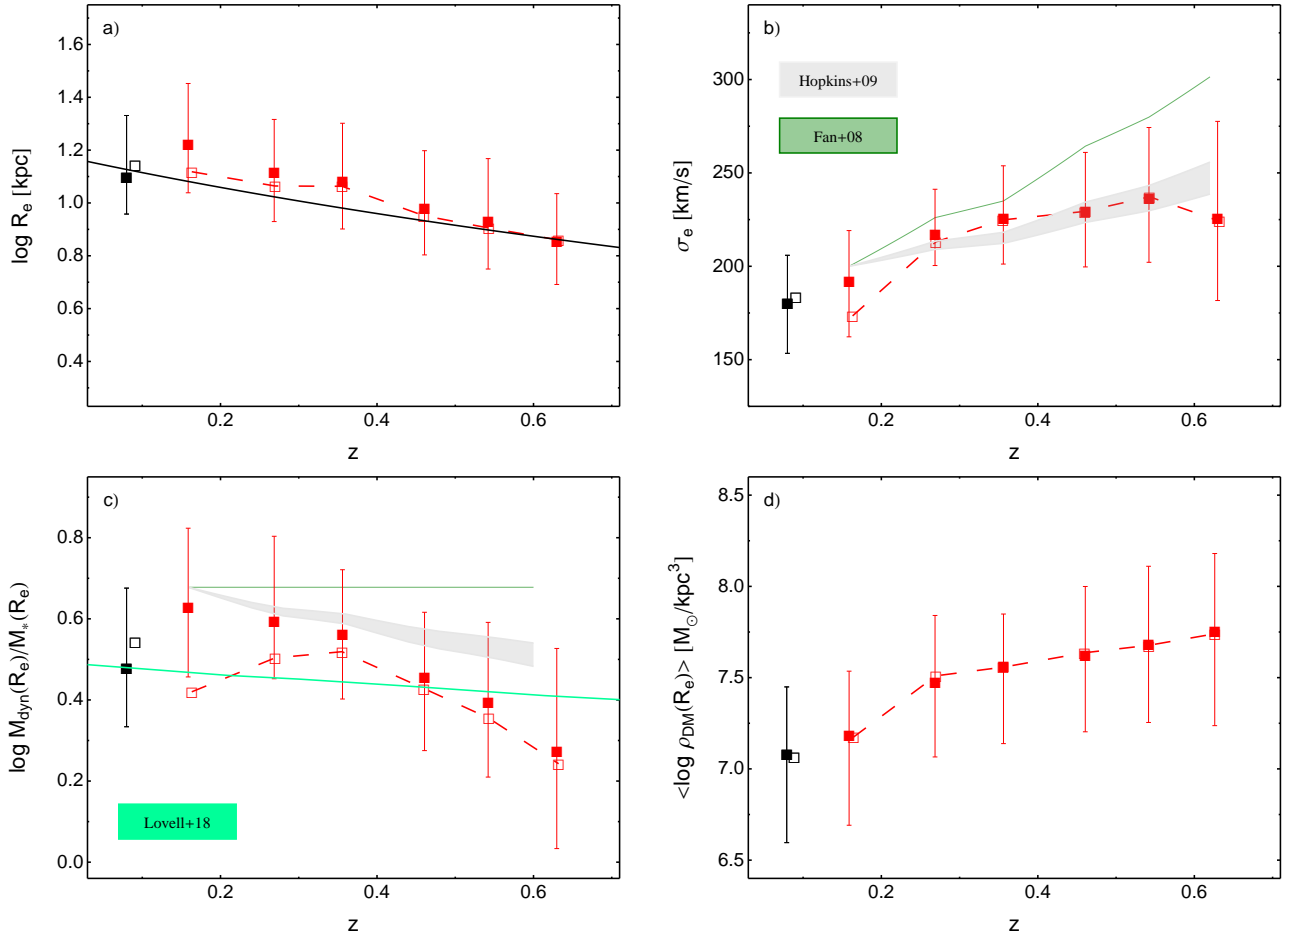 a)
1.6
1.4
1.2
1.0
0.8
0.6
0.4
log R_e [kpc]
0.2 0.4 0.6
z
b)
Hopkins+09
Fan+08
300
250
200
150
σ_e [km/s]
0.2 0.4 0.6
z
c)
0.8
0.6
0.4
0.2
0.0
log M_dyn(R_e)/M_*(R_e
Lovell+18
0.2 0.4 0.6
z
d)
8.5
8.0
7.5
7.0
6.5
<log ρ_DM(R_e)> [M_⊙/kpc^3]
0.2 0.4 0.6
z